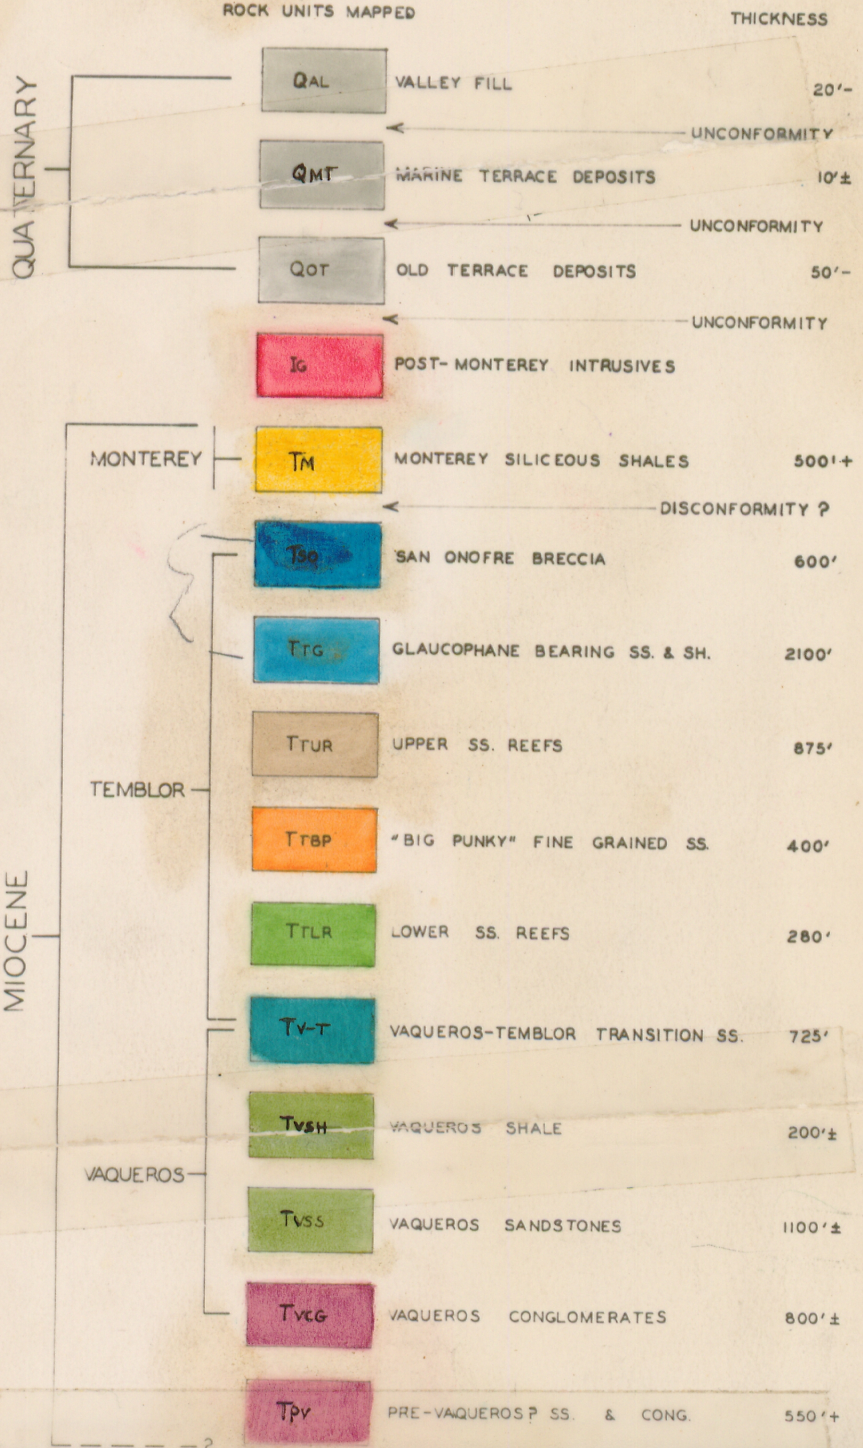 ROCK UNITS MAPPED THICKNESS
QUATERNARY
QAL VALLEY FILL 20'-
UNCONFORMITY
QMT MARINE TERRACE DEPOSITS 10'±
UNCONFORMITY
QOT OLD TERRACE DEPOSITS 50'-
UNCONFORMITY
IG POST-MONTEREY INTRUSIVES
MIOCENE
MONTEREY TM MONTEREY SILICEOUS SHALES 500'+
DISCONFORMITY ?
TSO SAN ONOFRE BRECCIA 600'
TTG GLAUCOPHANE BEARING SS. & SH. 2100'
TTUR UPPER SS. REEFS 875'
TEMBLOR
TTBP "BIG PUNKY" FINE GRAINED SS. 400'
TTLR LOWER SS. REEFS 280'
TV-T VAQUEROS-TEMBLOR TRANSITION SS. 725'
TVSH VAQUEROS SHALE 200'±
VAQUEROS
TVSS VAQUEROS SANDSTONES 1100'±
TVCG VAQUEROS CONGLOMERATES 800'±
TPV PRE-VAQUEROS? SS. & CONG. 550'+
?